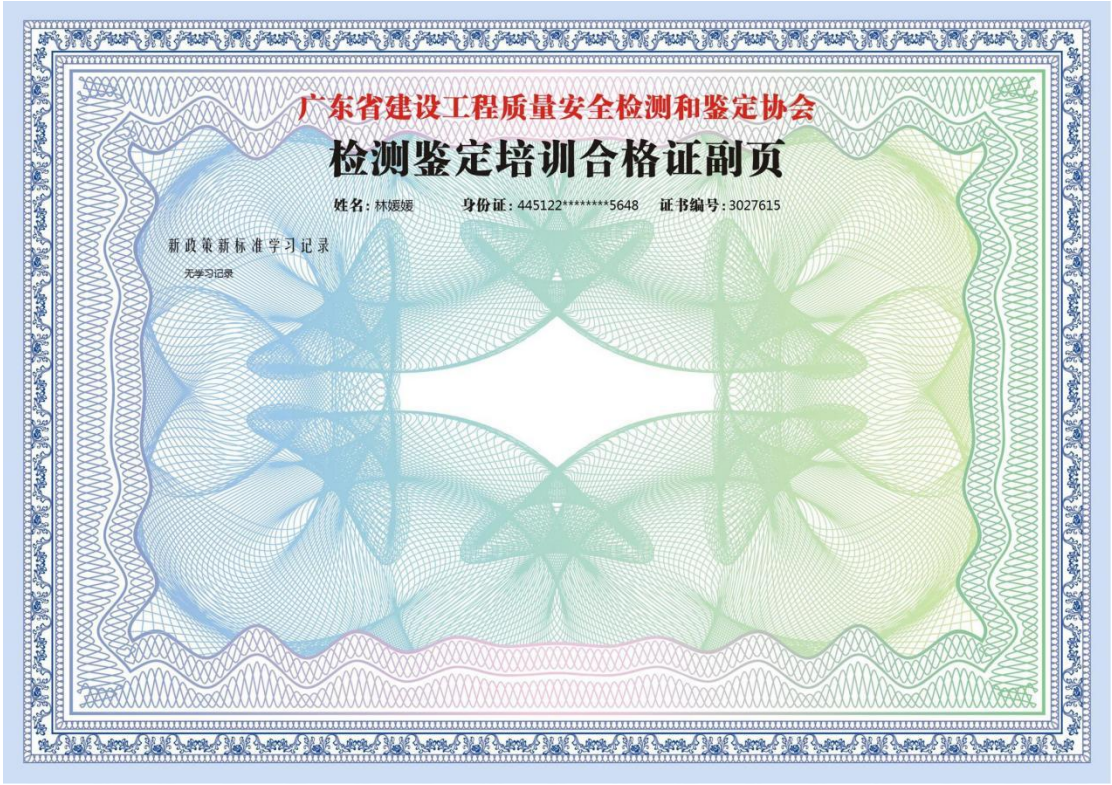 广东省建设工程质量安全检测和鉴定协会
检测鉴定培训合格证副页
姓名: 林媛媛 身份证: 445122********5648 证书编号: 3027615
新政策新标准学习记录
无学习记录